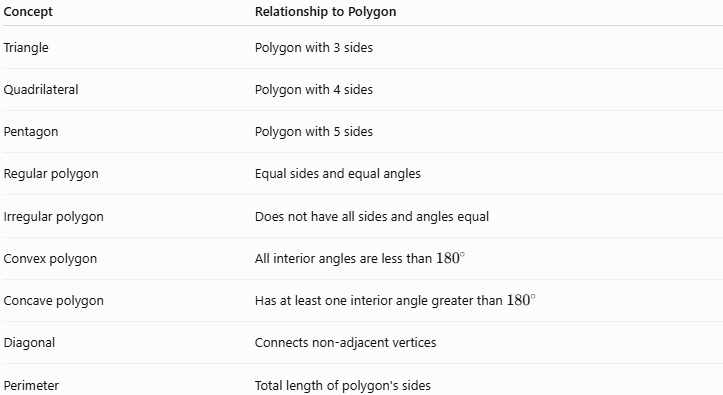 Concept Relationship to Polygon
Triangle Polygon with 3 sides
Quadrilateral Polygon with 4 sides
Pentagon Polygon with 5 sides
Regular polygon Equal sides and equal angles
Irregular polygon Does not have all sides and angles equal
Convex polygon All interior angles are less than 180°
Concave polygon Has at least one interior angle greater than 180°
Diagonal Connects non-adjacent vertices
Perimeter Total length of polygon's sides